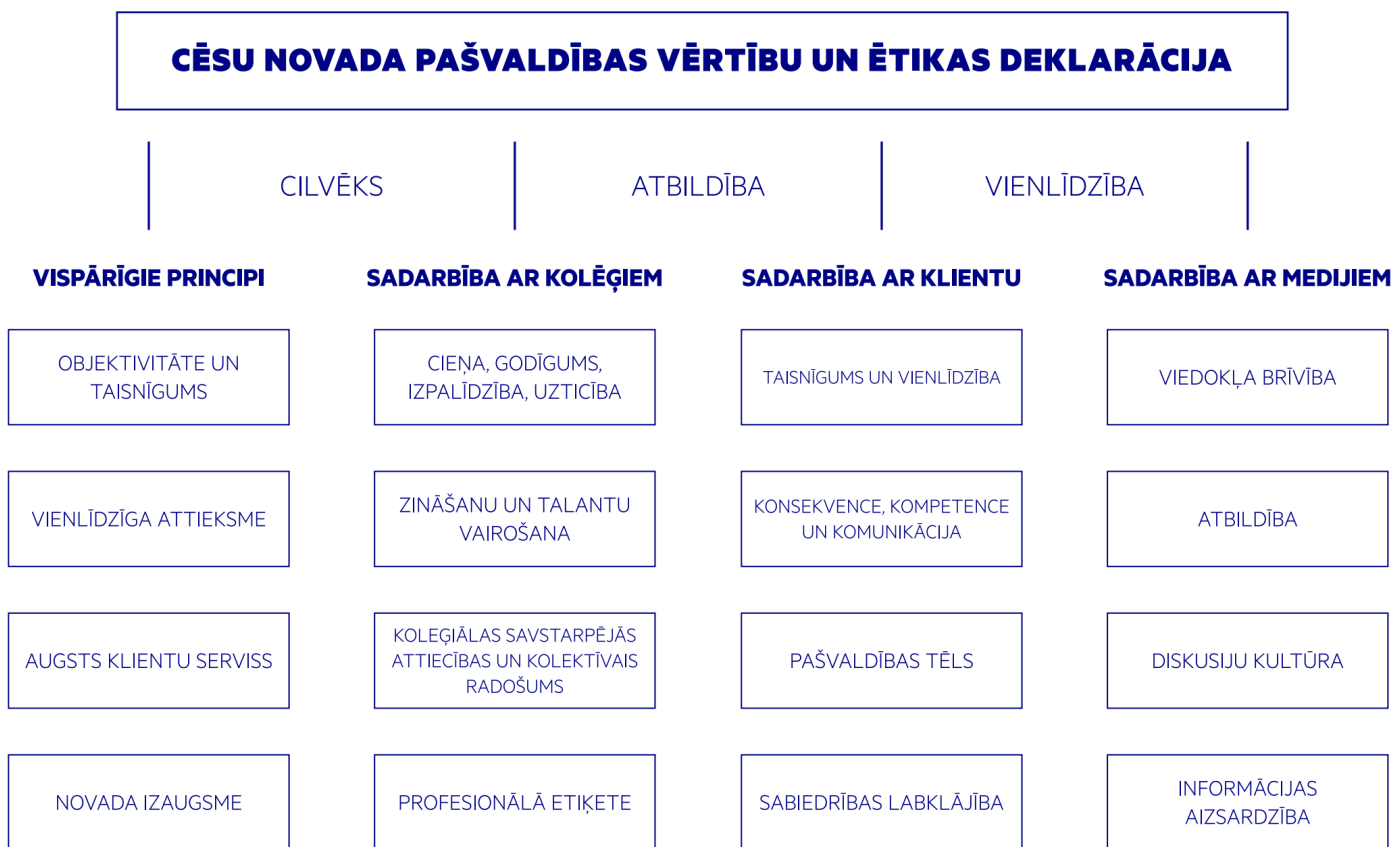 CĒSU NOVADA PAŠVALDĪBAS VĒRTĪBU UN ĒTIKAS DEKLARĀCIJA
CILVĒKS
ATBILDĪBA
VIENLĪDZĪBA
VISPĀRĪGIE PRINCIPI
OBJEKTIVITĀTE UN
TAISNĪGUMS
VIENLĪDZĪGA ATTIEKSME
AUGSTS KLIENTU SERVISS
NOVADA IZAUGSME
SADARBĪBA AR KOLĒĢIEM
CIEŅA, GODĪGUMS,
IZPALĪDZĪBA, UZTICĪBA
ZINĀŠANU UN TALANTU
VAIROŠANA
KOLEĢIĀLAS SAVSTARPĒJĀS
ATTIECĪBAS UN KOLEKTĪVAIS
RADOŠUMS
PROFESIONĀLĀ ETIĶETE
SADARBĪBA AR KLIENTU
TAISNĪGUMS UN VIENLĪDZĪBA
KONSEKVENCE, KOMPETENCE
UN KOMUNIKĀCIJA
PAŠVALDĪBAS TĒLS
SABIEDRĪBAS LABKLĀJĪBA
SADARBĪBA AR MEDIJIEM
VIEDOKĻA BRĪVĪBA
ATBILDĪBA
DISKUSIJU KULTŪRA
INFORMĀCIJAS
AIZSARDZĪBA